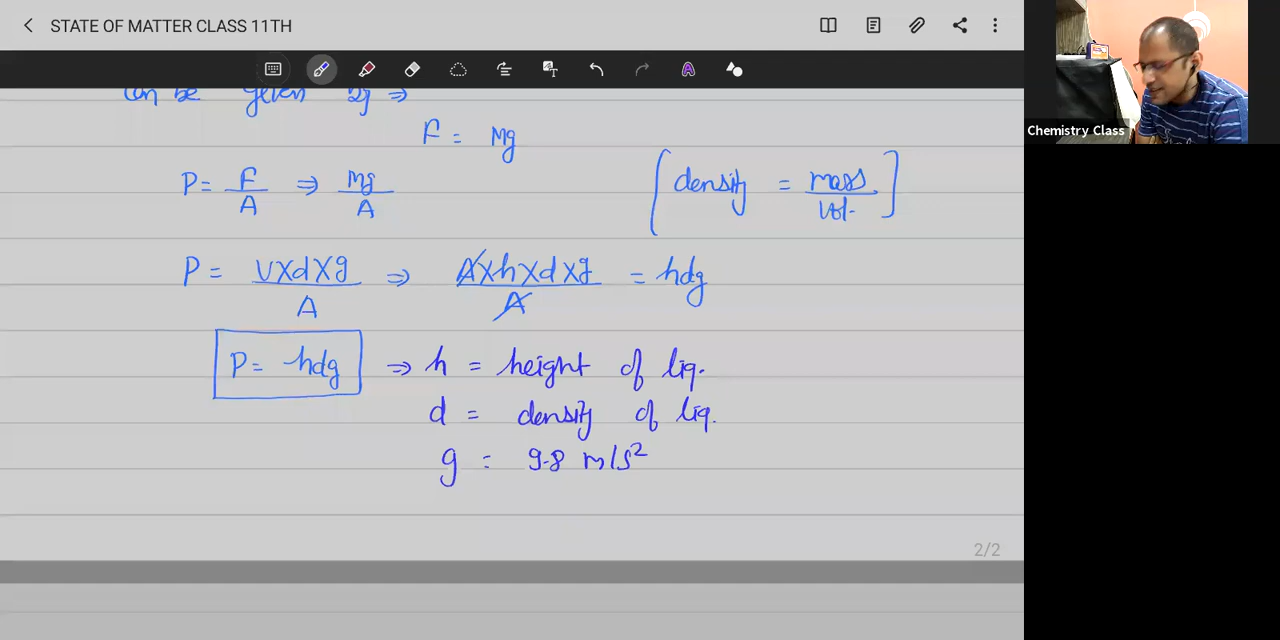 STATE OF MATTER CLASS 11TH
Chemistry Class
can be given by ⇒
F = Mg
P = F/A ⇒ Mg/A [density = mass/vol.]
P = V×d×g/A ⇒ A×h×d×g/A = hdg
P = hdg ⇒ h = height of liq.
d = density of liq.
g = 9.8 m/s²
2/2